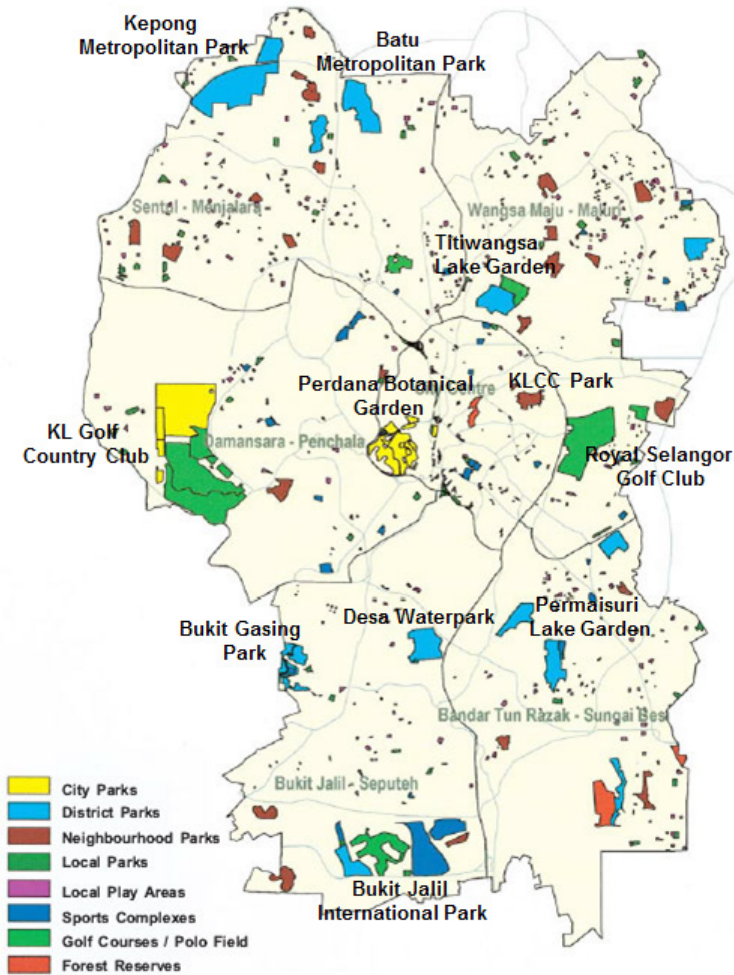 Kepong
Metropolitan Park
Batu
Metropolitan Park
Sentol - Menjalara
Wangsa Maju - Maluri
TItiwangsa
Lake Garden
Perdana Botanical
Garden
City Centre
KLCC Park
KL Golf
Country Club
Damansara - Penchala
Royal Selangor
Golf Club
Bukit Gasing
Park
Desa Waterpark
Permaisuri
Lake Garden
Bandar Tun Razak - Sungai Besi
Bukit Jalil - Seputeh
Bukit Jalil
International Park
City Parks
District Parks
Neighbourhood Parks
Local Parks
Local Play Areas
Sports Complexes
Golf Courses / Polo Field
Forest Reserves